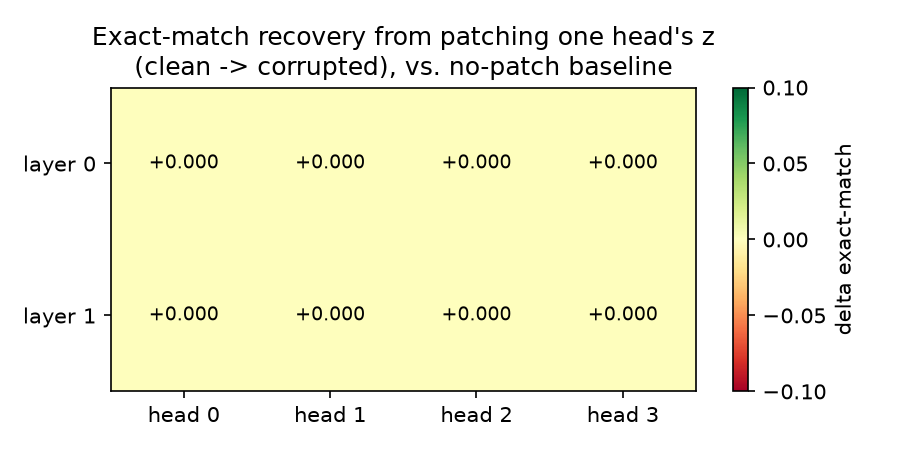 Exact-match recovery from patching one head's z
(clean -> corrupted), vs. no-patch baseline
layer 0
+0.000 +0.000 +0.000 +0.000
layer 1
+0.000 +0.000 +0.000 +0.000
head 0 head 1 head 2 head 3
0.10
0.05
0.00
−0.05
−0.10
delta exact-match